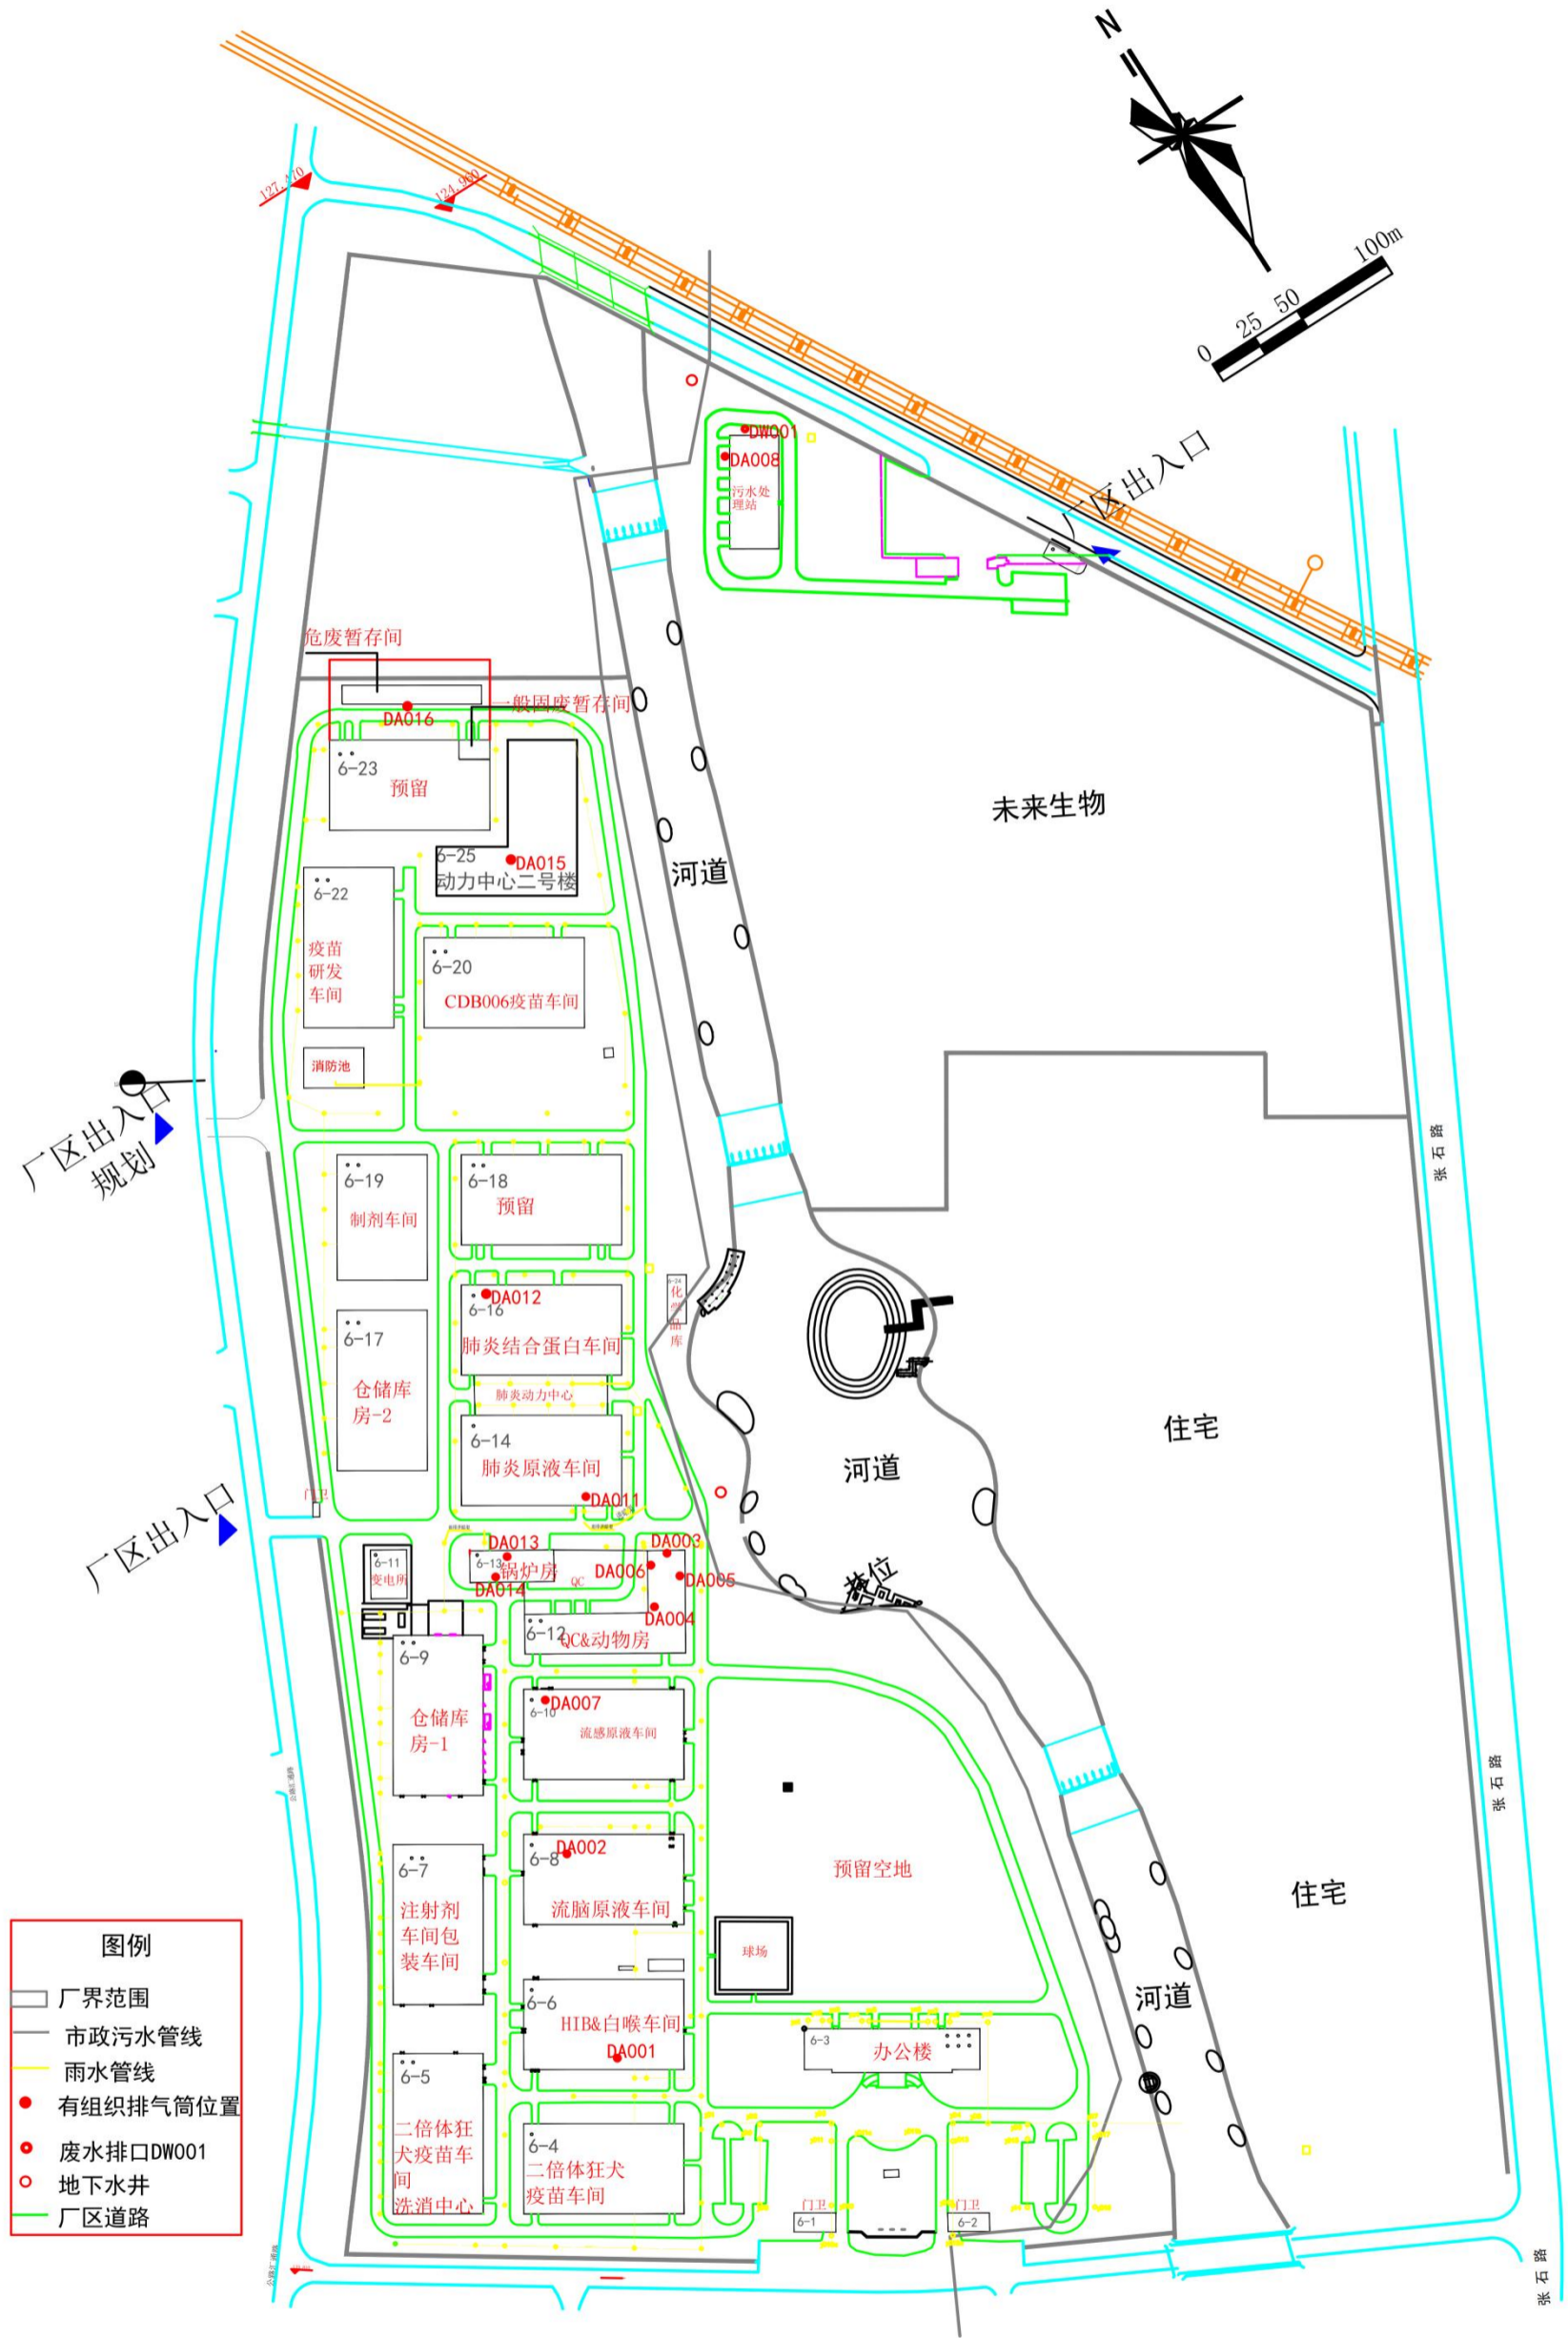 N
127.470
124.900
100m
50
25
0
厂区出入口
DW001
DA008
污水处
理站
危废暂存间
一般固废暂存间
DA016
6-23
预留
未来生物
6-25
DA015
动力中心二号楼
河道
6-22
疫苗
研发
车间
6-20
CDB006疫苗车间
消防池
厂区出入口
规划
张石路
6-19
制剂车间
6-18
预留
6-24
化学品库
DA012
6-16
肺炎结合蛋白车间
6-17
仓储库
房-2
肺炎动力中心
6-14
肺炎原液车间
DA011
住宅
河道
门卫
厂区出入口
6-11
变电所
DA013
6-13
锅炉房
DA014
QC
DA003
DA006
DA005
DA004
6-12
QC&动物房
6-9
仓储库
房-1
DA007
6-10
流感原液车间
张石路
DA002
6-8
流脑原液车间
6-7
注射剂
车间包
装车间
预留空地
住宅
球场
河道
6-6
HIB&白喉车间
DA001
6-3
办公楼
6-5
二倍体狂
犬疫苗车
间
洗消中心
6-4
二倍体狂犬
疫苗车间
门卫
6-1
门卫
6-2
张石路
图例
厂界范围
市政污水管线
雨水管线
有组织排气筒位置
废水排口DW001
地下水井
厂区道路